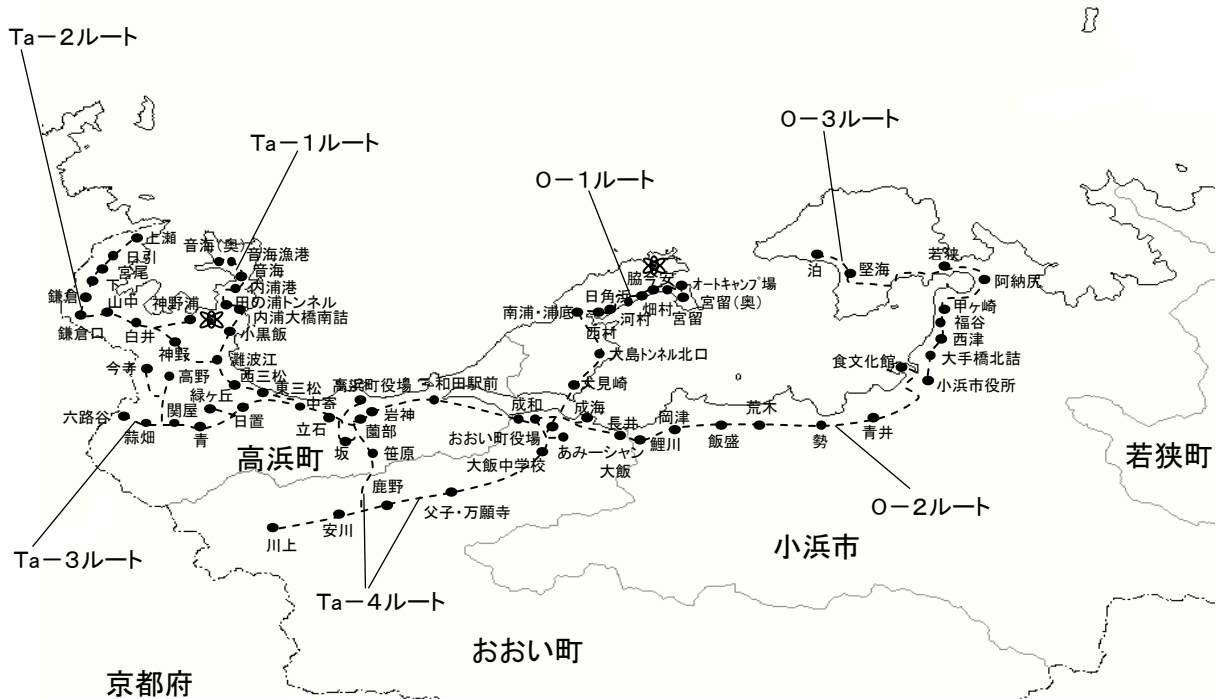 Ta－2ルート
Ta－1ルート
O－1ルート
O－3ルート
上瀬
日引
宮尾
下
鎌倉
山中
神野浦
鎌倉口
白井
神野
音海(奥)
音海漁港
音海
内浦港
田の浦トンネル
内浦大橋南詰
小黒飯
難波江
今寺
高野
西三松
東三松
中寄
緑ヶ丘
六路谷
蒜畑
関屋
青
日置
立石
高浜町役場
岩神
薗部
坂
笹原
和田駅前
高浜町
鹿野
父子・万願寺
安川
川上
Ta－3ルート
Ta－4ルート
脇今安
オートキャンプ場
日角浜
畑村
宮留
宮留(奥)
河村
南浦・浦底
西村
大島トンネル北口
犬見崎
成和
成海
おおい町役場
あみーシャン
大飯
大飯中学校
長井
鯉川
岡津
飯盛
荒木
勢
青井
泊
堅海
若狭
阿納尻
甲ヶ崎
福谷
西津
大手橋北詰
食文化館
小浜市役所
O－2ルート
若狭町
小浜市
おおい町
京都府